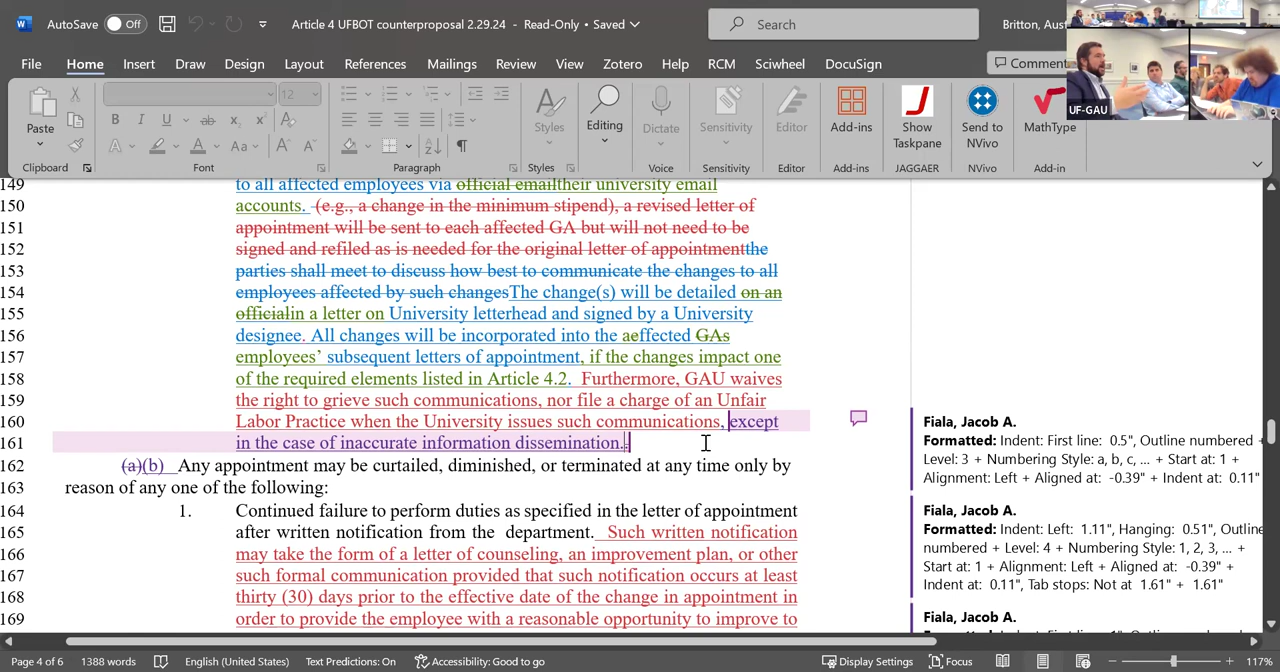 AutoSave Off Article 4 UFBOT counterproposal 2.29.24 - Read-Only • Saved Search Britton, Aust
File Home Insert Draw Design Layout References Mailings Review View Zotero Help RCM Sciwheel DocuSign Comment
UF-GAU
12
Paste B I U ab x₂ x² A Aa A A Styles Editing Dictate Sensitivity Editor Add-ins Show Taskpane Send to NVivo MathType
Clipboard Font Paragraph Styles Voice Sensitivity Editor Add-ins JAGGAER NVivo Add-in
149 to all affected employees via official emailtheir university email
150 accounts. (e.g., a change in the minimum stipend), a revised letter of
151 appointment will be sent to each affected GA but will not need to be
152 signed and refiled as is needed for the original letter of appointmentthe
153 parties shall meet to discuss how best to communicate the changes to all
154 employees affected by such changesThe change(s) will be detailed on an
155 officialin a letter on University letterhead and signed by a University
156 designee. All changes will be incorporated into the aeffected GAs
157 employees’ subsequent letters of appointment, if the changes impact one
158 of the required elements listed in Article 4.2. Furthermore, GAU waives
159 the right to grieve such communications, nor file a charge of an Unfair
160 Labor Practice when the University issues such communications, except
161 in the case of inaccurate information dissemination..
162 (a)(b) Any appointment may be curtailed, diminished, or terminated at any time only by
163 reason of any one of the following:
164 1. Continued failure to perform duties as specified in the letter of appointment
165 after written notification from the department. Such written notification
166 may take the form of a letter of counseling, an improvement plan, or other
167 such formal communication provided that such notification occurs at least
168 thirty (30) days prior to the effective date of the change in appointment in
169 order to provide the employee with a reasonable opportunity to improve to
Fiala, Jacob A.
Formatted: Indent: First line: 0.5", Outline numbered +
Level: 3 + Numbering Style: a, b, c, … + Start at: 1 +
Alignment: Left + Aligned at: -0.39" + Indent at: 0.11"
Fiala, Jacob A.
Formatted: Indent: Left: 1.11", Hanging: 0.51", Outline
numbered + Level: 4 + Numbering Style: 1, 2, 3, … +
Start at: 1 + Alignment: Left + Aligned at: -0.39" +
Indent at: 0.11", Tab stops: Not at 1.61" + 1.61"
Fiala, Jacob A.
Page 4 of 6 1388 words English (United States) Text Predictions: On Accessibility: Good to go Display Settings Focus 117%